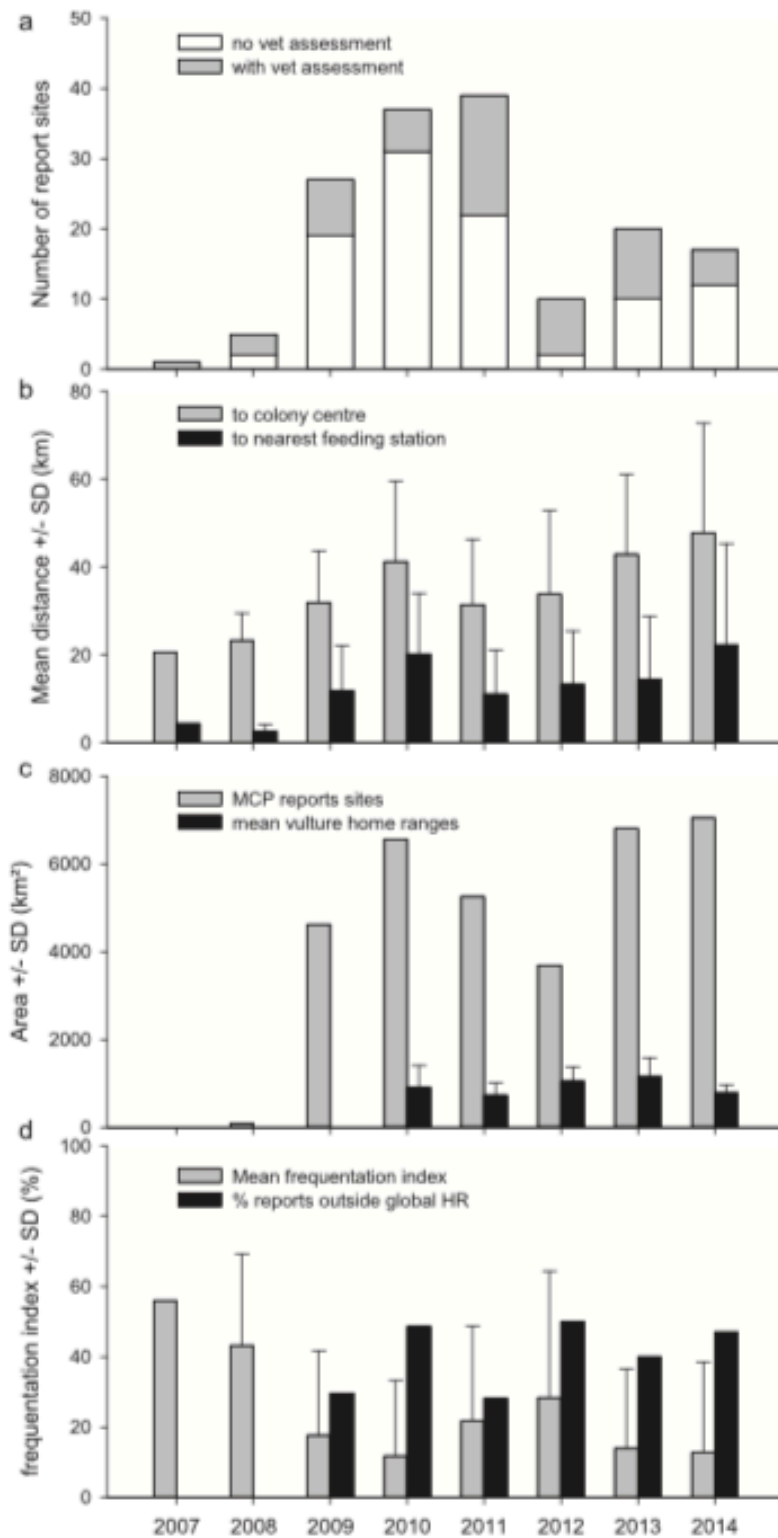 a
50
40
30
20
10
0
Number of report sites
no vet assessment
with vet assessment
b
80
60
40
20
0
Mean distance +/- SD (km)
to colony centre
to nearest feeding station
c
8000
6000
4000
2000
0
Area +/- SD (km²)
MCP reports sites
mean vulture home ranges
d
100
80
60
40
20
0
frequentation index +/- SD (%)
Mean frequentation index
% reports outside global HR
2007 2008 2009 2010 2011 2012 2013 2014